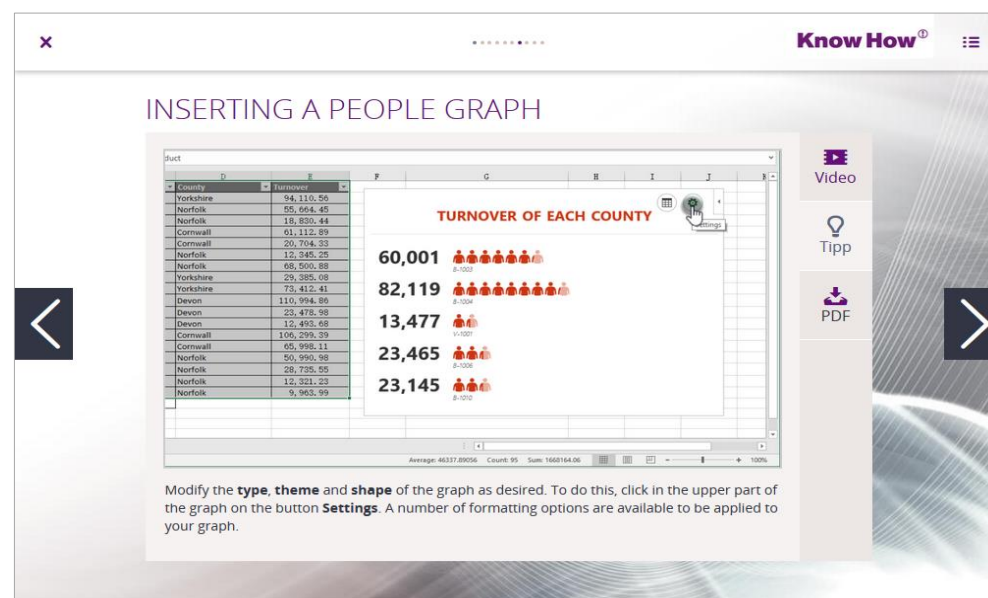 Know How®
INSERTING A PEOPLE GRAPH
duct
D E F G H I J
County Turnover
Yorkshire 94,110.56
Norfolk 55,664.45
Norfolk 18,830.44
Cornwall 61,112.89
Cornwall 20,704.33
Norfolk 12,345.25
Norfolk 68,500.88
Yorkshire 29,385.08
Yorkshire 73,412.41
Devon 110,994.86
Devon 23,478.98
Devon 12,493.68
Cornwall 106,299.39
Cornwall 65,998.11
Norfolk 50,990.98
Norfolk 28,735.55
Norfolk 12,321.23
Norfolk 9,963.99
TURNOVER OF EACH COUNTY
Settings
60,001
B-1003
82,119
B-1004
13,477
V-1001
23,465
B-1006
23,145
B-1010
Average: 46337.89056 Count: 95 Sum: 1668164.06 100%
Video
Tipp
PDF
Modify the type, theme and shape of the graph as desired. To do this, click in the upper part of
the graph on the button Settings. A number of formatting options are available to be applied to
your graph.